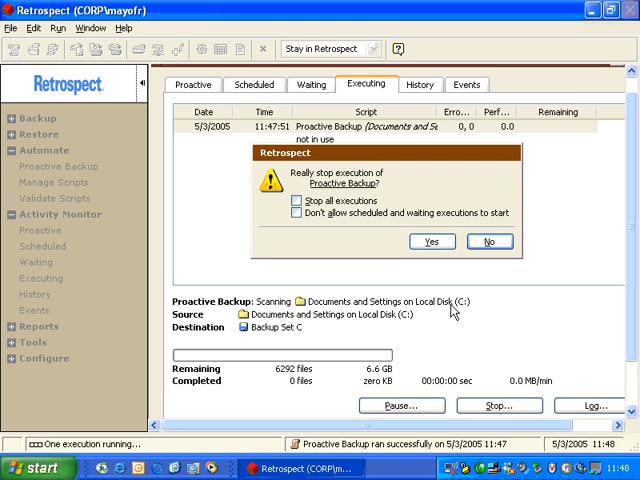 Retrospect (CORP\mayofr)
File Edit Run Window Help
Stay in Retrospect
Retrospect.
Proactive Scheduled Waiting Executing History Events
Date Time Script Erro... Perf... Remaining
5/3/2005 11:47:51 Proactive Backup (Documents and Se 0, 0 0.0
not in use
Backup
Restore
Automate
Proactive Backup
Manage Scripts
Validate Scripts
Activity Monitor
Proactive
Scheduled
Waiting
Executing
History
Events
Reports
Tools
Configure
Retrospect
Really stop execution of
Proactive Backup?
Stop all executions
Don't allow scheduled and waiting executions to start
Yes No
Proactive Backup: Scanning Documents and Settings on Local Disk (C:)
Source Documents and Settings on Local Disk (C:)
Destination Backup Set C
Remaining 6292 files 6.6 GB
Completed 0 files zero KB 00:00:00 sec 0.0 MB/min
Pause... Stop... Log...
One execution running... Proactive Backup ran successfully on 5/3/2005 11:47 5/3/2005 11:48
start Retrospect (CORP\m... 11:48